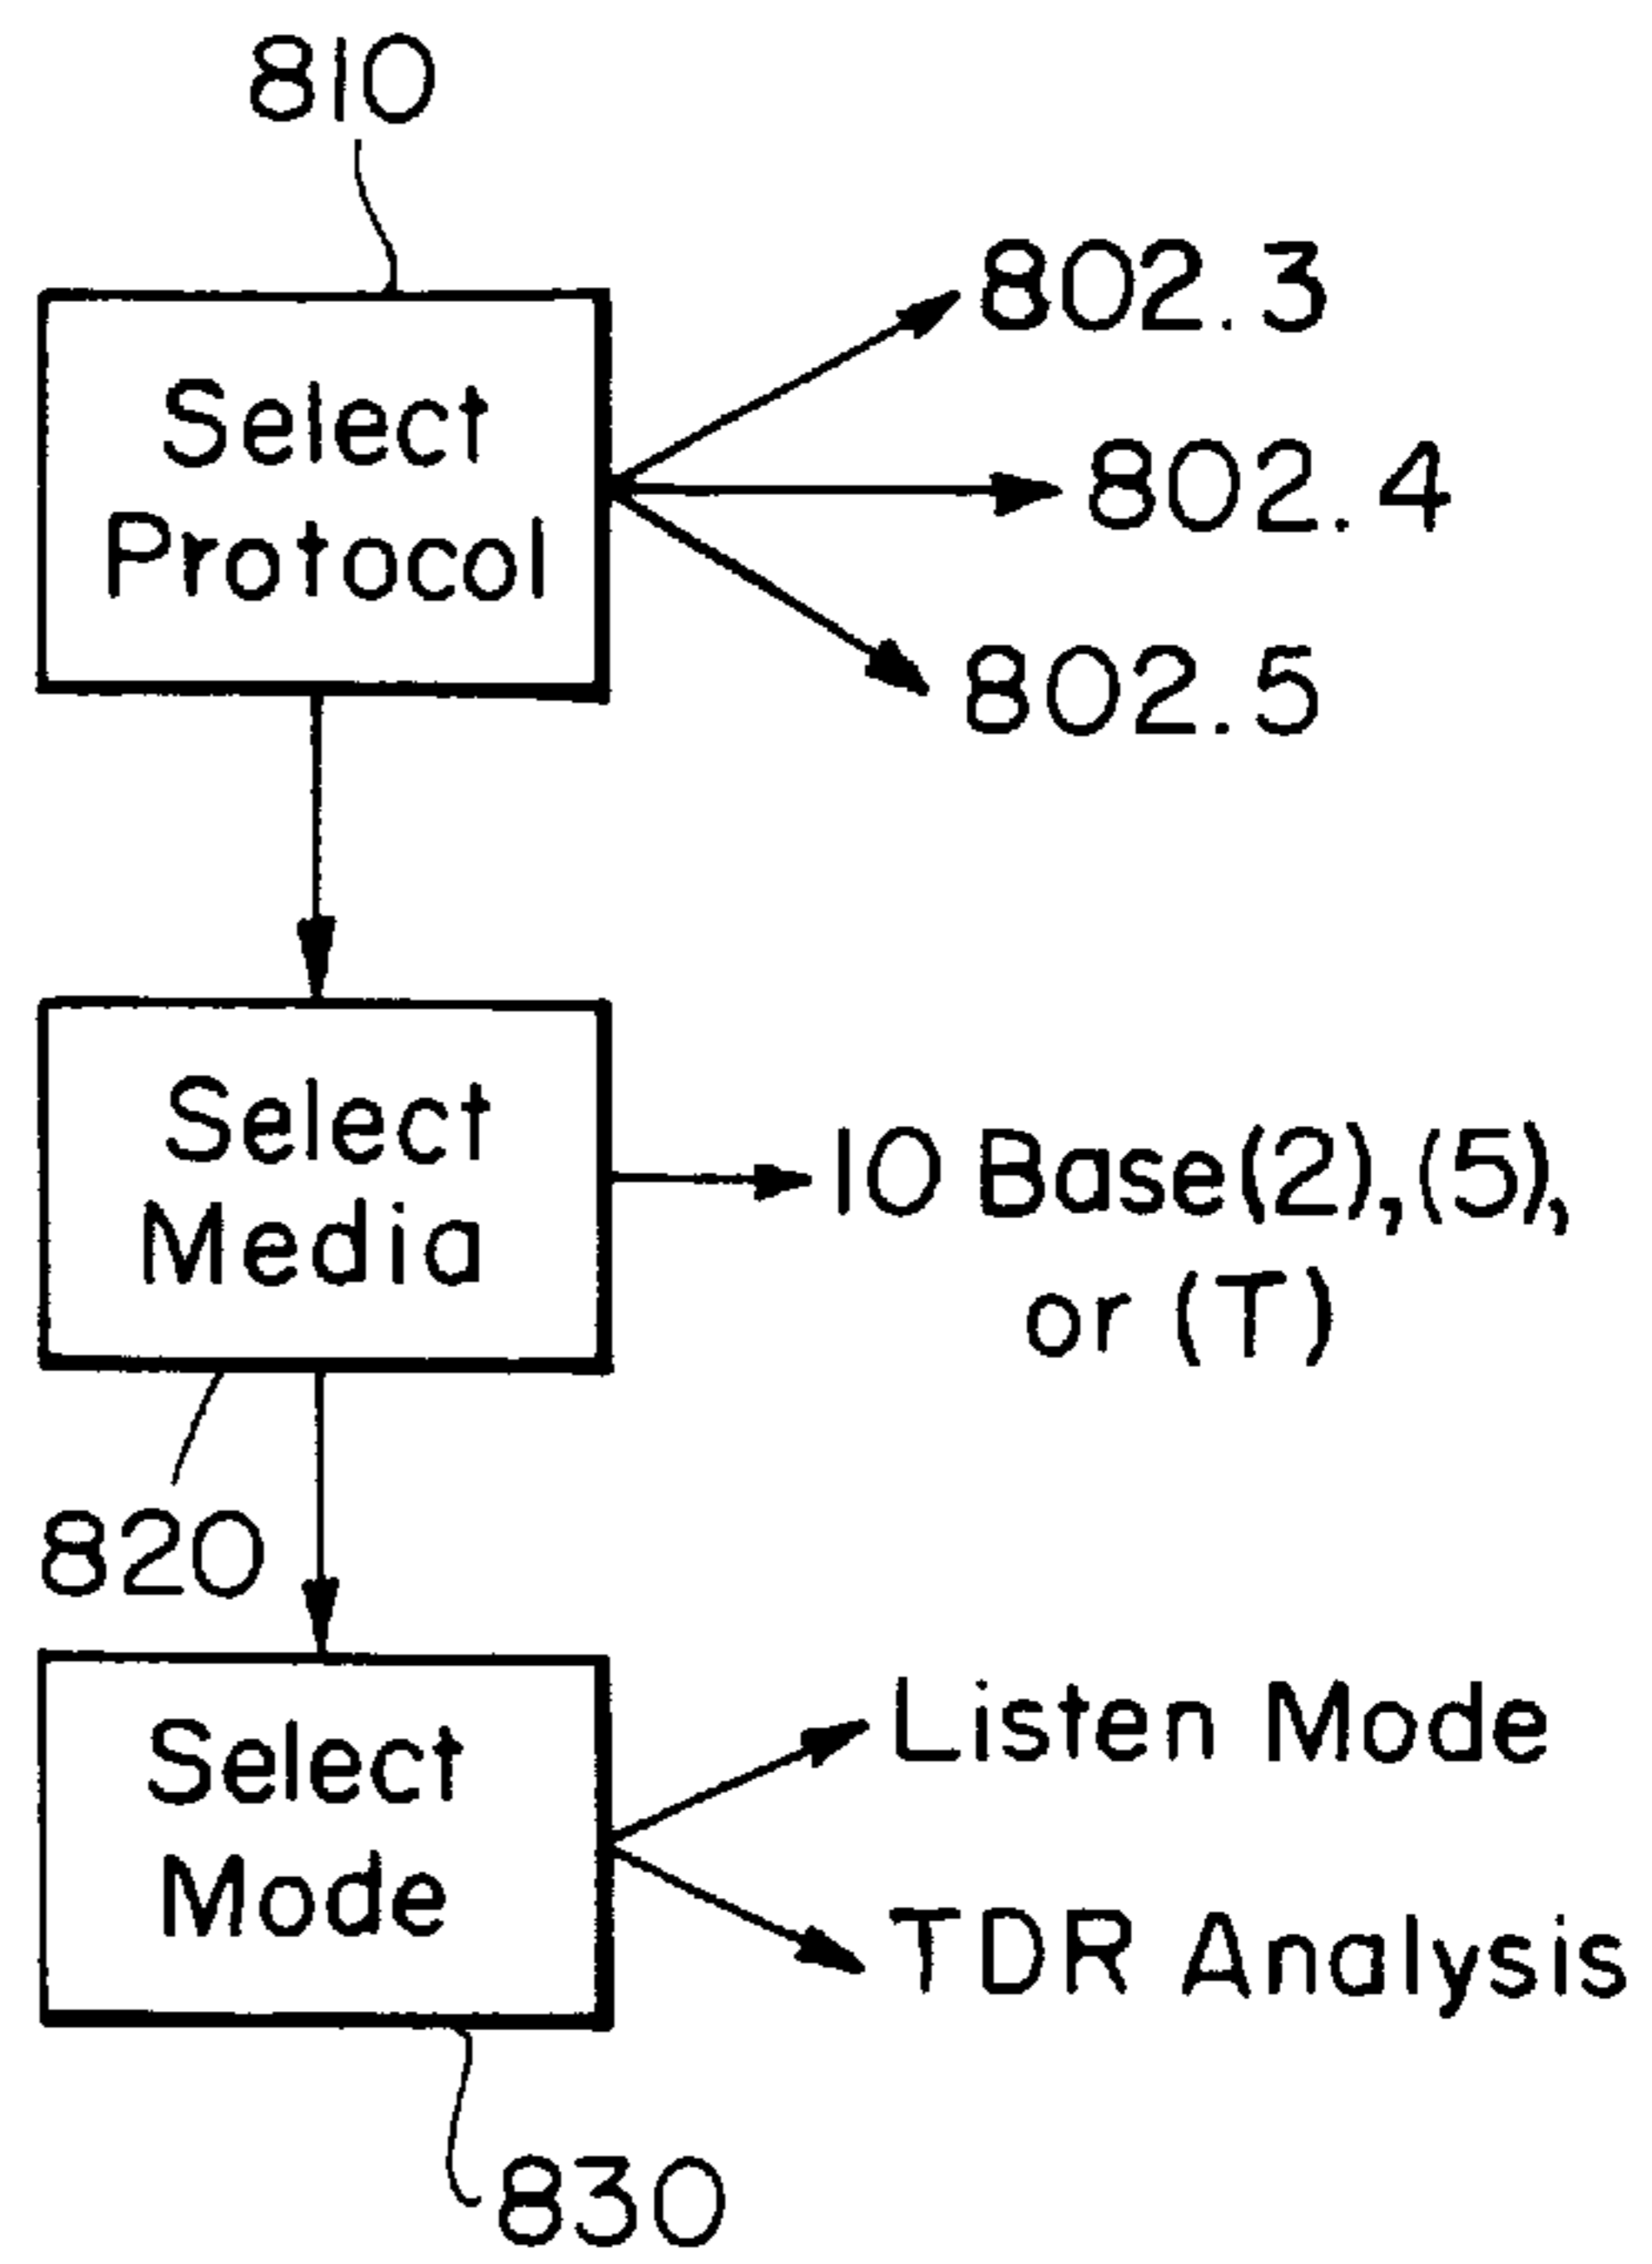 810
Select
Protocol
802.3
802.4
802.5
Select
Media
10 Base(2),(5),
or (T)
820
Select
Mode
Listen Mode
TDR Analysis
830